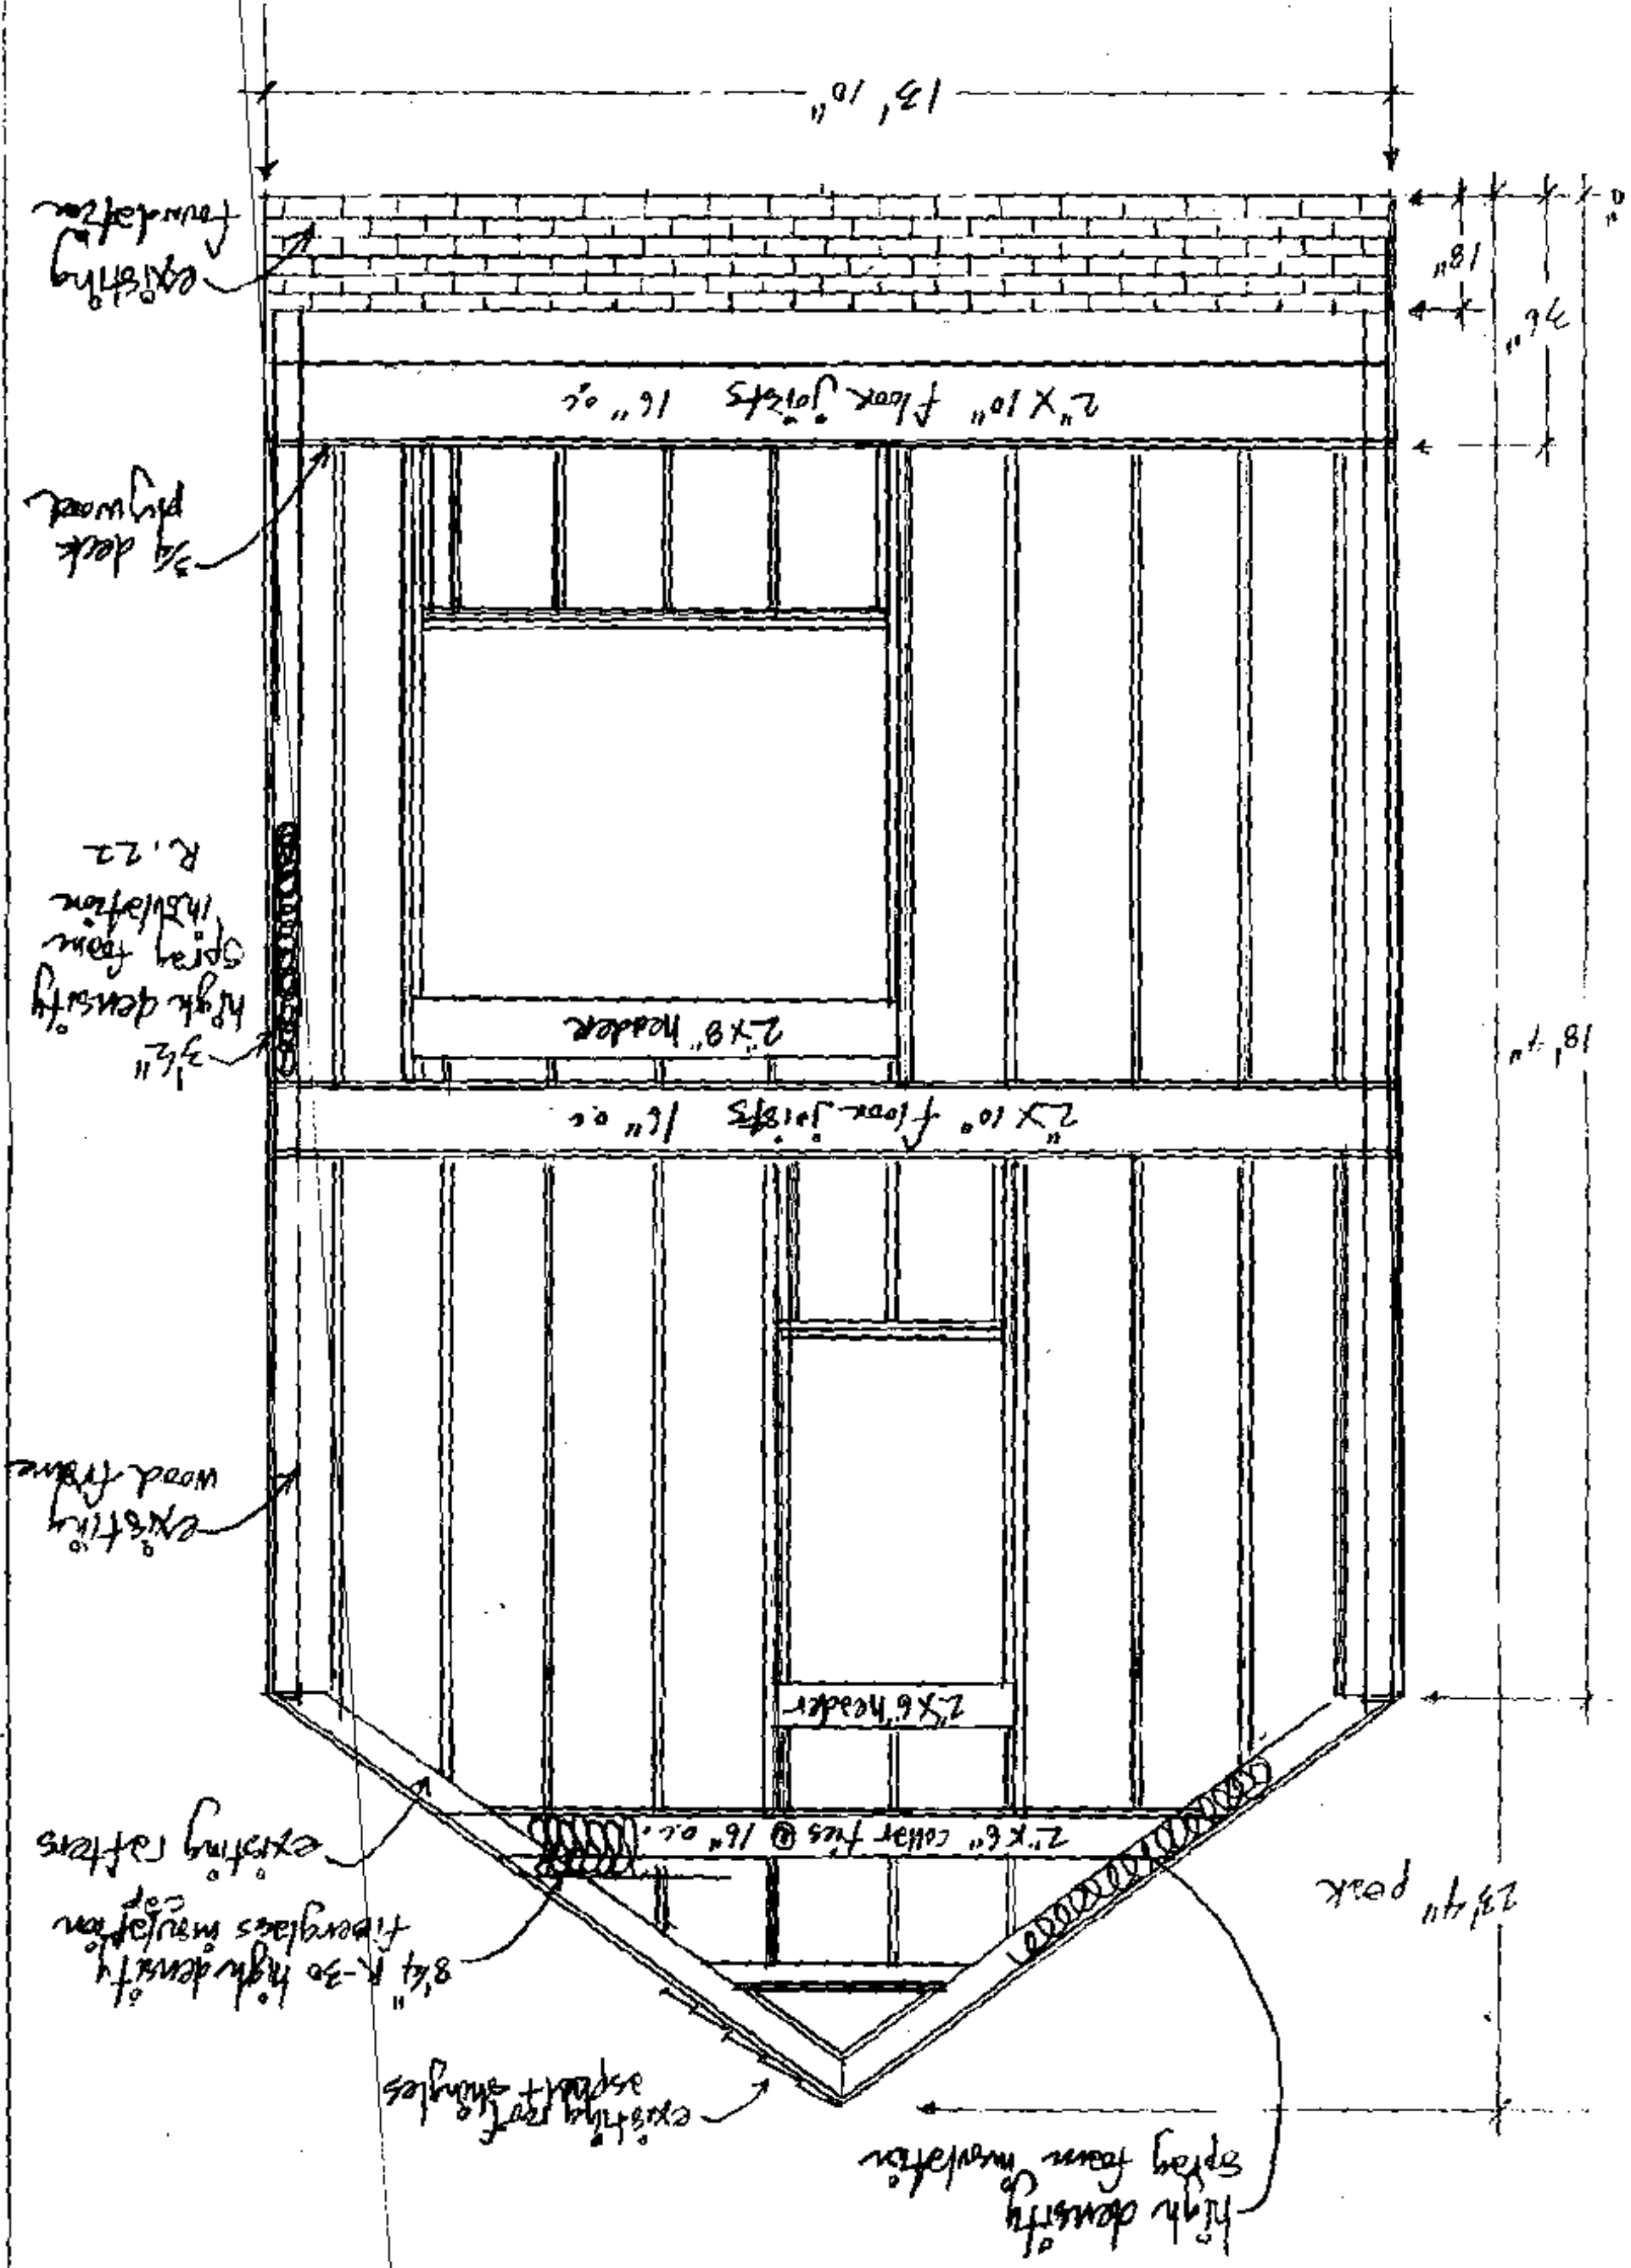 high density
spray foam insulation
existing roof
asphalt shingles
23'4" peak
8 1/4" R-30 high density
fiberglass insulation
cap
existing rafters
2"x6" collar ties @ 16" o.c.
2"x6" header
existing
wood frame
2"x10" floor joists 16" o.c
2"x8" header
3 1/2"
high density
spray foam
insulation
R.22
3/4 deck
plywood
2"x10" floor joists 16" o.c
existing
foundation
36"
18"
0"
13' 10"